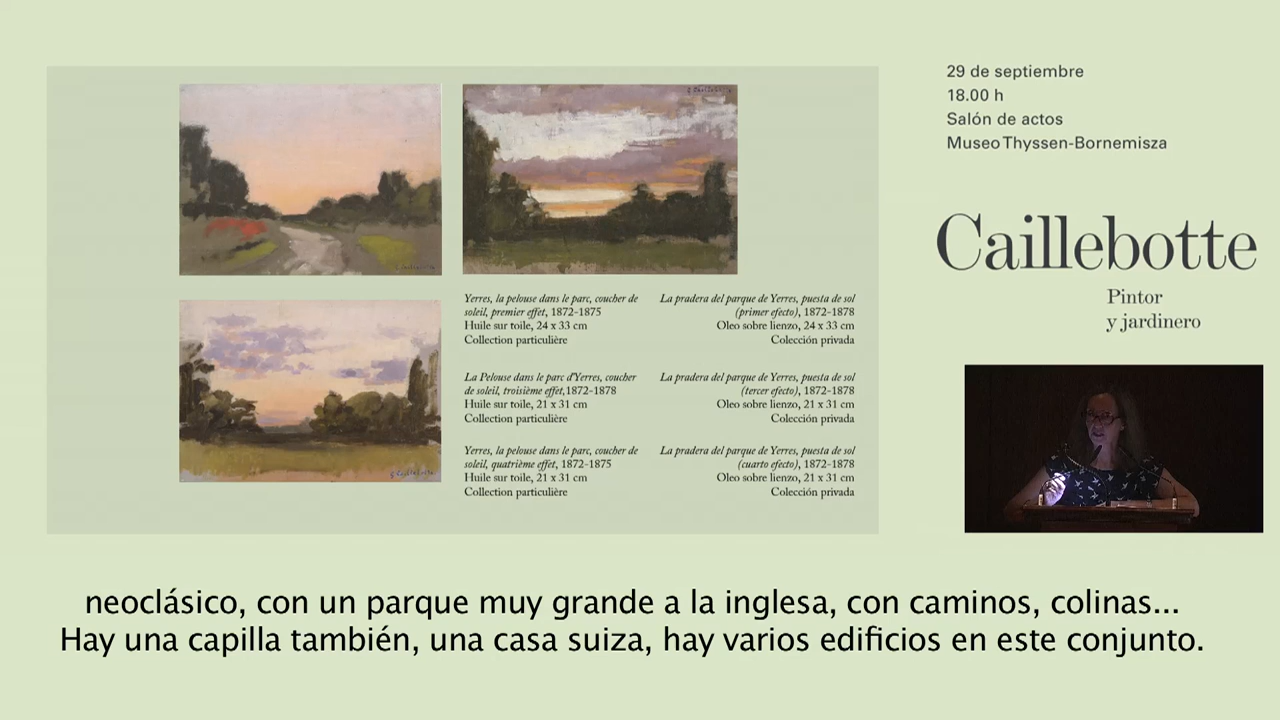 29 de septiembre
18.00 h
Salón de actos
Museo Thyssen-Bornemisza
Caillebotte
Pintor
y jardinero
Yerres, la pelouse dans le parc, coucher de
soleil, premier effet, 1872-1875
Huile sur toile, 24 x 33 cm
Collection particulière
La pradera del parque de Yerres, puesta de sol
(primer efecto), 1872-1878
Oleo sobre lienzo, 24 x 33 cm
Colección privada
La Pelouse dans le parc d'Yerres, coucher
de soleil, troisième effet,1872-1878
Huile sur toile, 21 x 31 cm
Collection particulière
La pradera del parque de Yerres, puesta de sol
(tercer efecto), 1872-1878
Oleo sobre lienzo, 21 x 31 cm
Colección privada
Yerres, la pelouse dans le parc, coucher de
soleil, quatrième effet, 1872-1875
Huile sur toile, 21 x 31 cm
Collection particulière
La pradera del parque de Yerres, puesta de sol
(cuarto efecto), 1872-1878
Oleo sobre lienzo, 21 x 31 cm
Colección privada
neoclásico, con un parque muy grande a la inglesa, con caminos, colinas...
Hay una capilla también, una casa suiza, hay varios edificios en este conjunto.